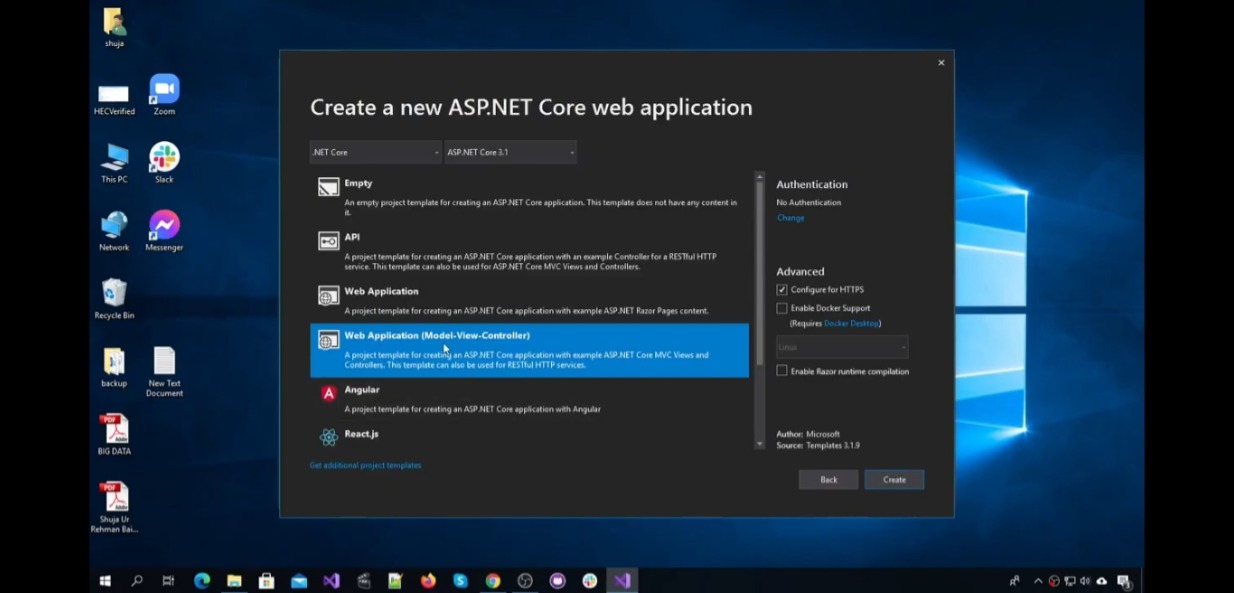 shuja
HECVerified
Zoom
This PC
Slack
Network
Messenger
Recycle Bin
backup
New Text
Document
PDF
Adobe
BIG DATA
PDF
Adobe
Shuja Ur
Rehman Bai...
Create a new ASP.NET Core web application
.NET Core
ASP.NET Core 3.1
Empty
An empty project template for creating an ASP.NET Core application. This template does not have any content in
it.
API
A project template for creating an ASP.NET Core application with an example Controller for a RESTful HTTP
service. This template can also be used for ASP.NET Core MVC Views and Controllers.
Web Application
A project template for creating an ASP.NET Core application with example ASP.NET Razor Pages content.
Web Application (Model-View-Controller)
A project template for creating an ASP.NET Core application with example ASP.NET Core MVC Views and
Controllers. This template can also be used for RESTful HTTP services.
Angular
A project template for creating an ASP.NET Core application with Angular
React.js
Get additional project templates
Authentication
No Authentication
Change
Advanced
Configure for HTTPS
Enable Docker Support
(Requires Docker Desktop)
Linux
Enable Razor runtime compilation
Author: Microsoft
Source: Templates 3.1.9
Back
Create